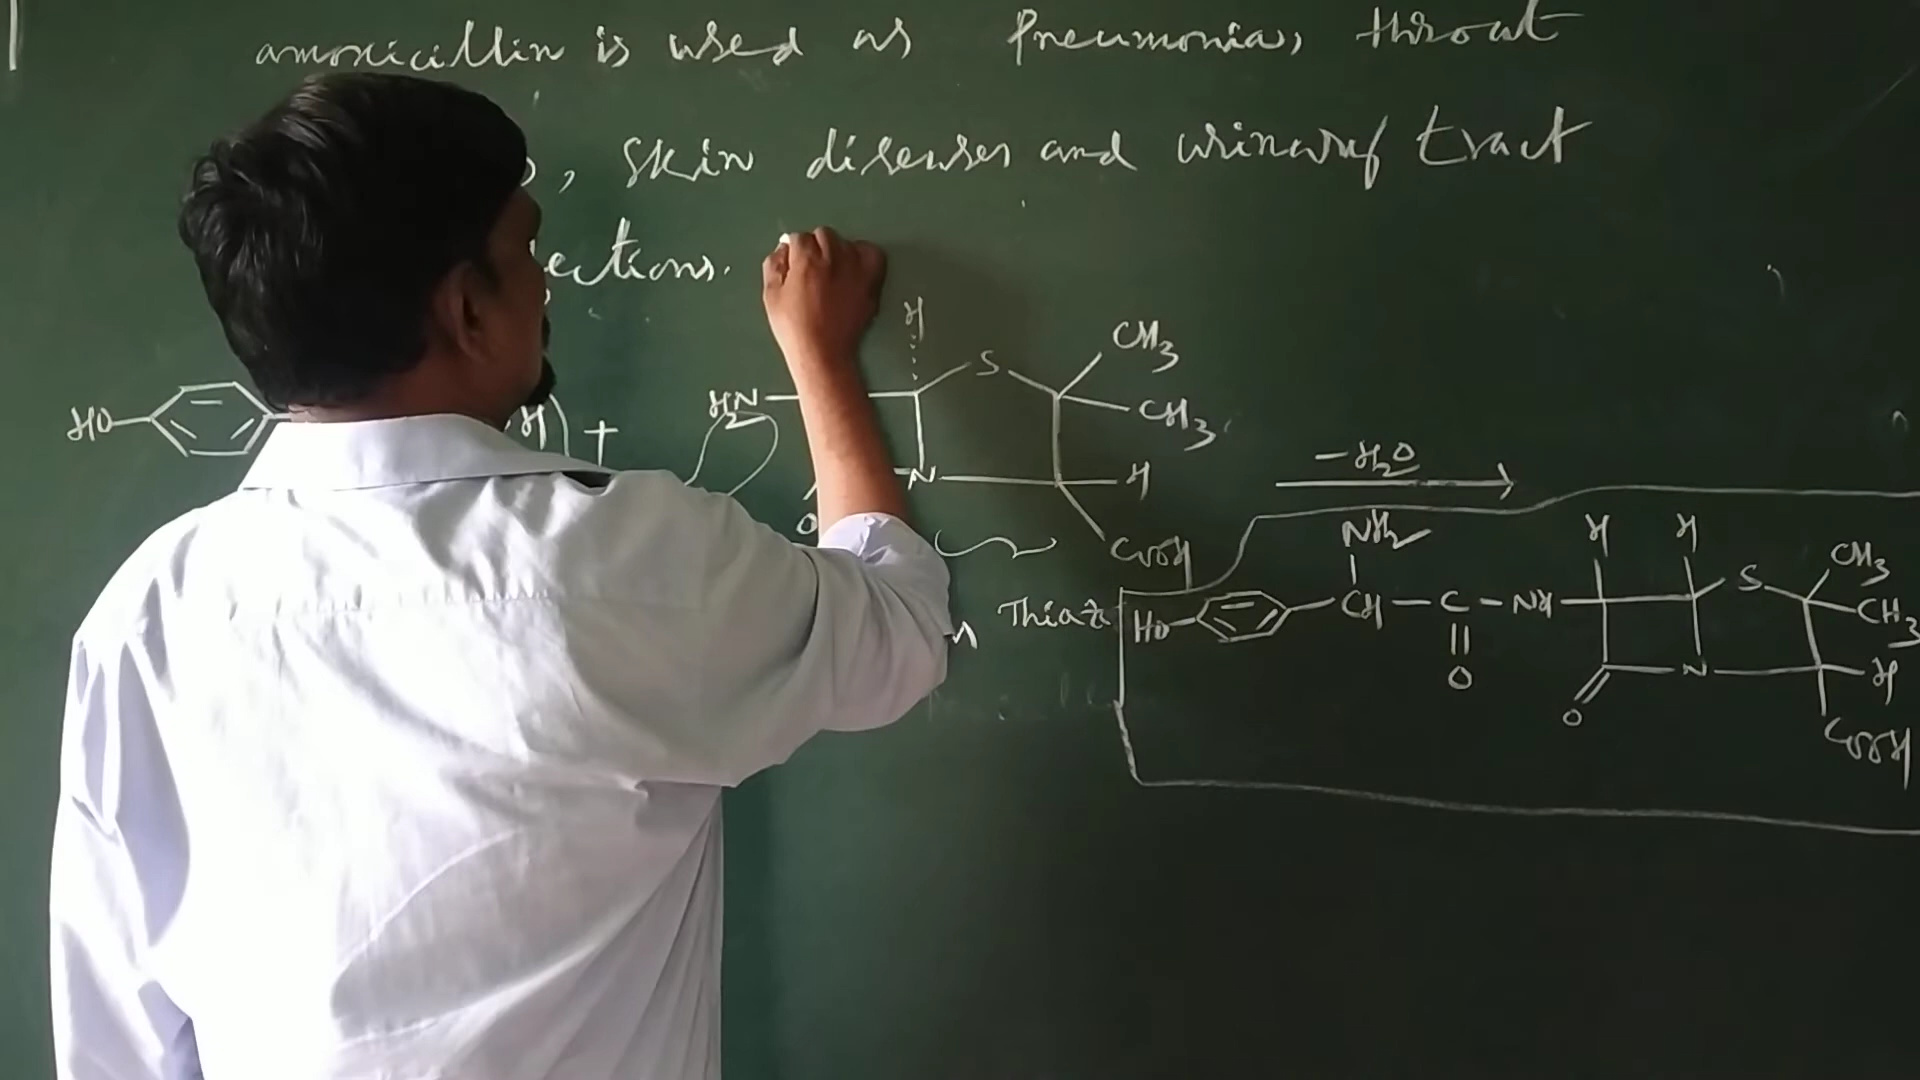 amoxicillin is used as Pneumonia, throat
, skin diseases and urinary tract
ections.
H
S
CH3
CH3
HO
H) +
H2N
N
H
-H2O
O
COOH
NH2
H
H
CH3
S
CH3
Thiaz
HO
CH - C - NH
O
N
H
O
COOH